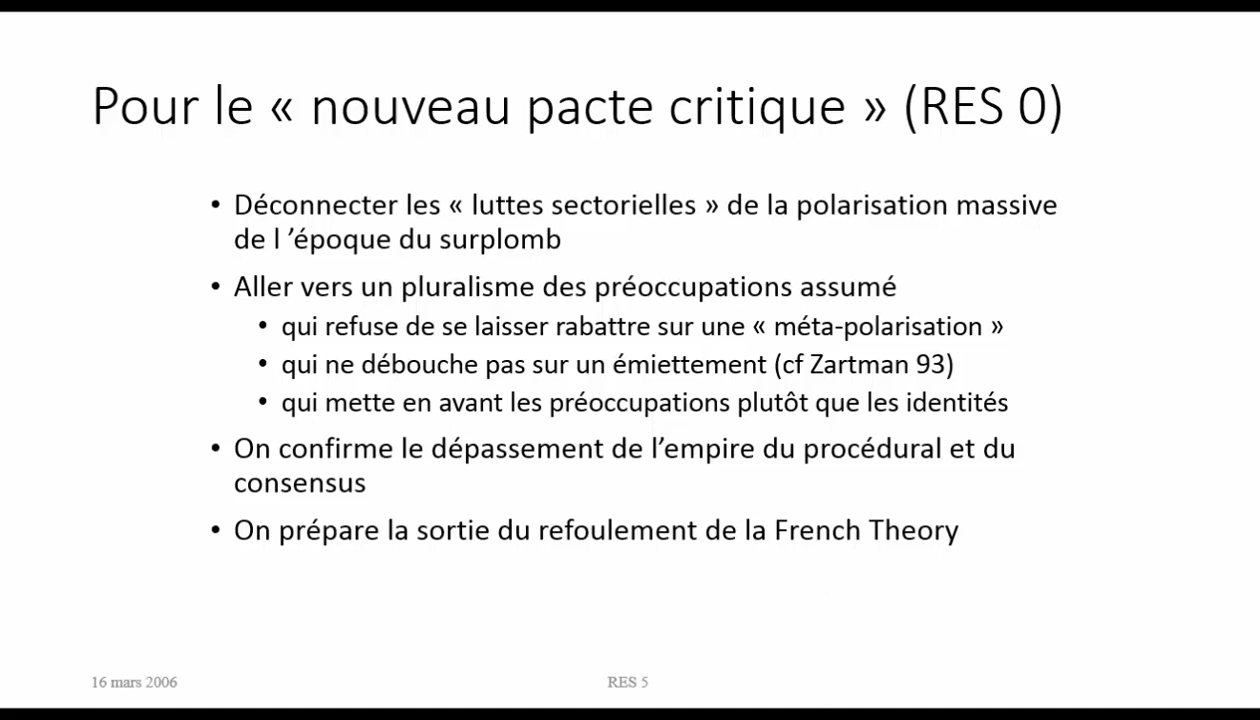 Pour le « nouveau pacte critique » (RES 0)
• Déconnecter les « luttes sectorielles » de la polarisation massive
de l ’époque du surplomb
• Aller vers un pluralisme des préoccupations assumé
• qui refuse de se laisser rabattre sur une « méta-polarisation »
• qui ne débouche pas sur un émiettement (cf Zartman 93)
• qui mette en avant les préoccupations plutôt que les identités
• On confirme le dépassement de l’empire du procédural et du
consensus
• On prépare la sortie du refoulement de la French Theory
16 mars 2006
RES 5